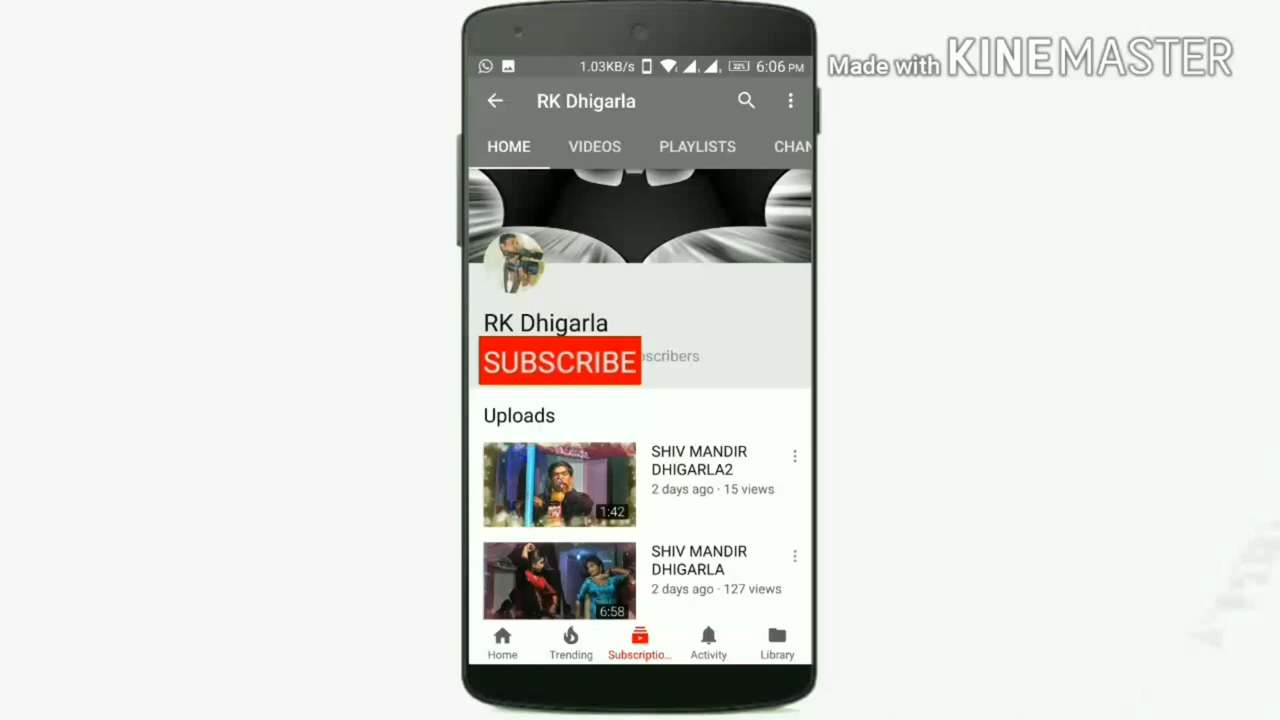 Made with KINEMASTER
1.03KB/s 6:06 PM
RK Dhigarla
HOME VIDEOS PLAYLISTS CHAN
RK Dhigarla
SUBSCRIBE
Uploads
SHIV MANDIR
DHIGARLA2
2 days ago · 15 views
1:42
SHIV MANDIR
DHIGARLA
2 days ago · 127 views
6:58
Home Trending Subscriptio... Activity Library